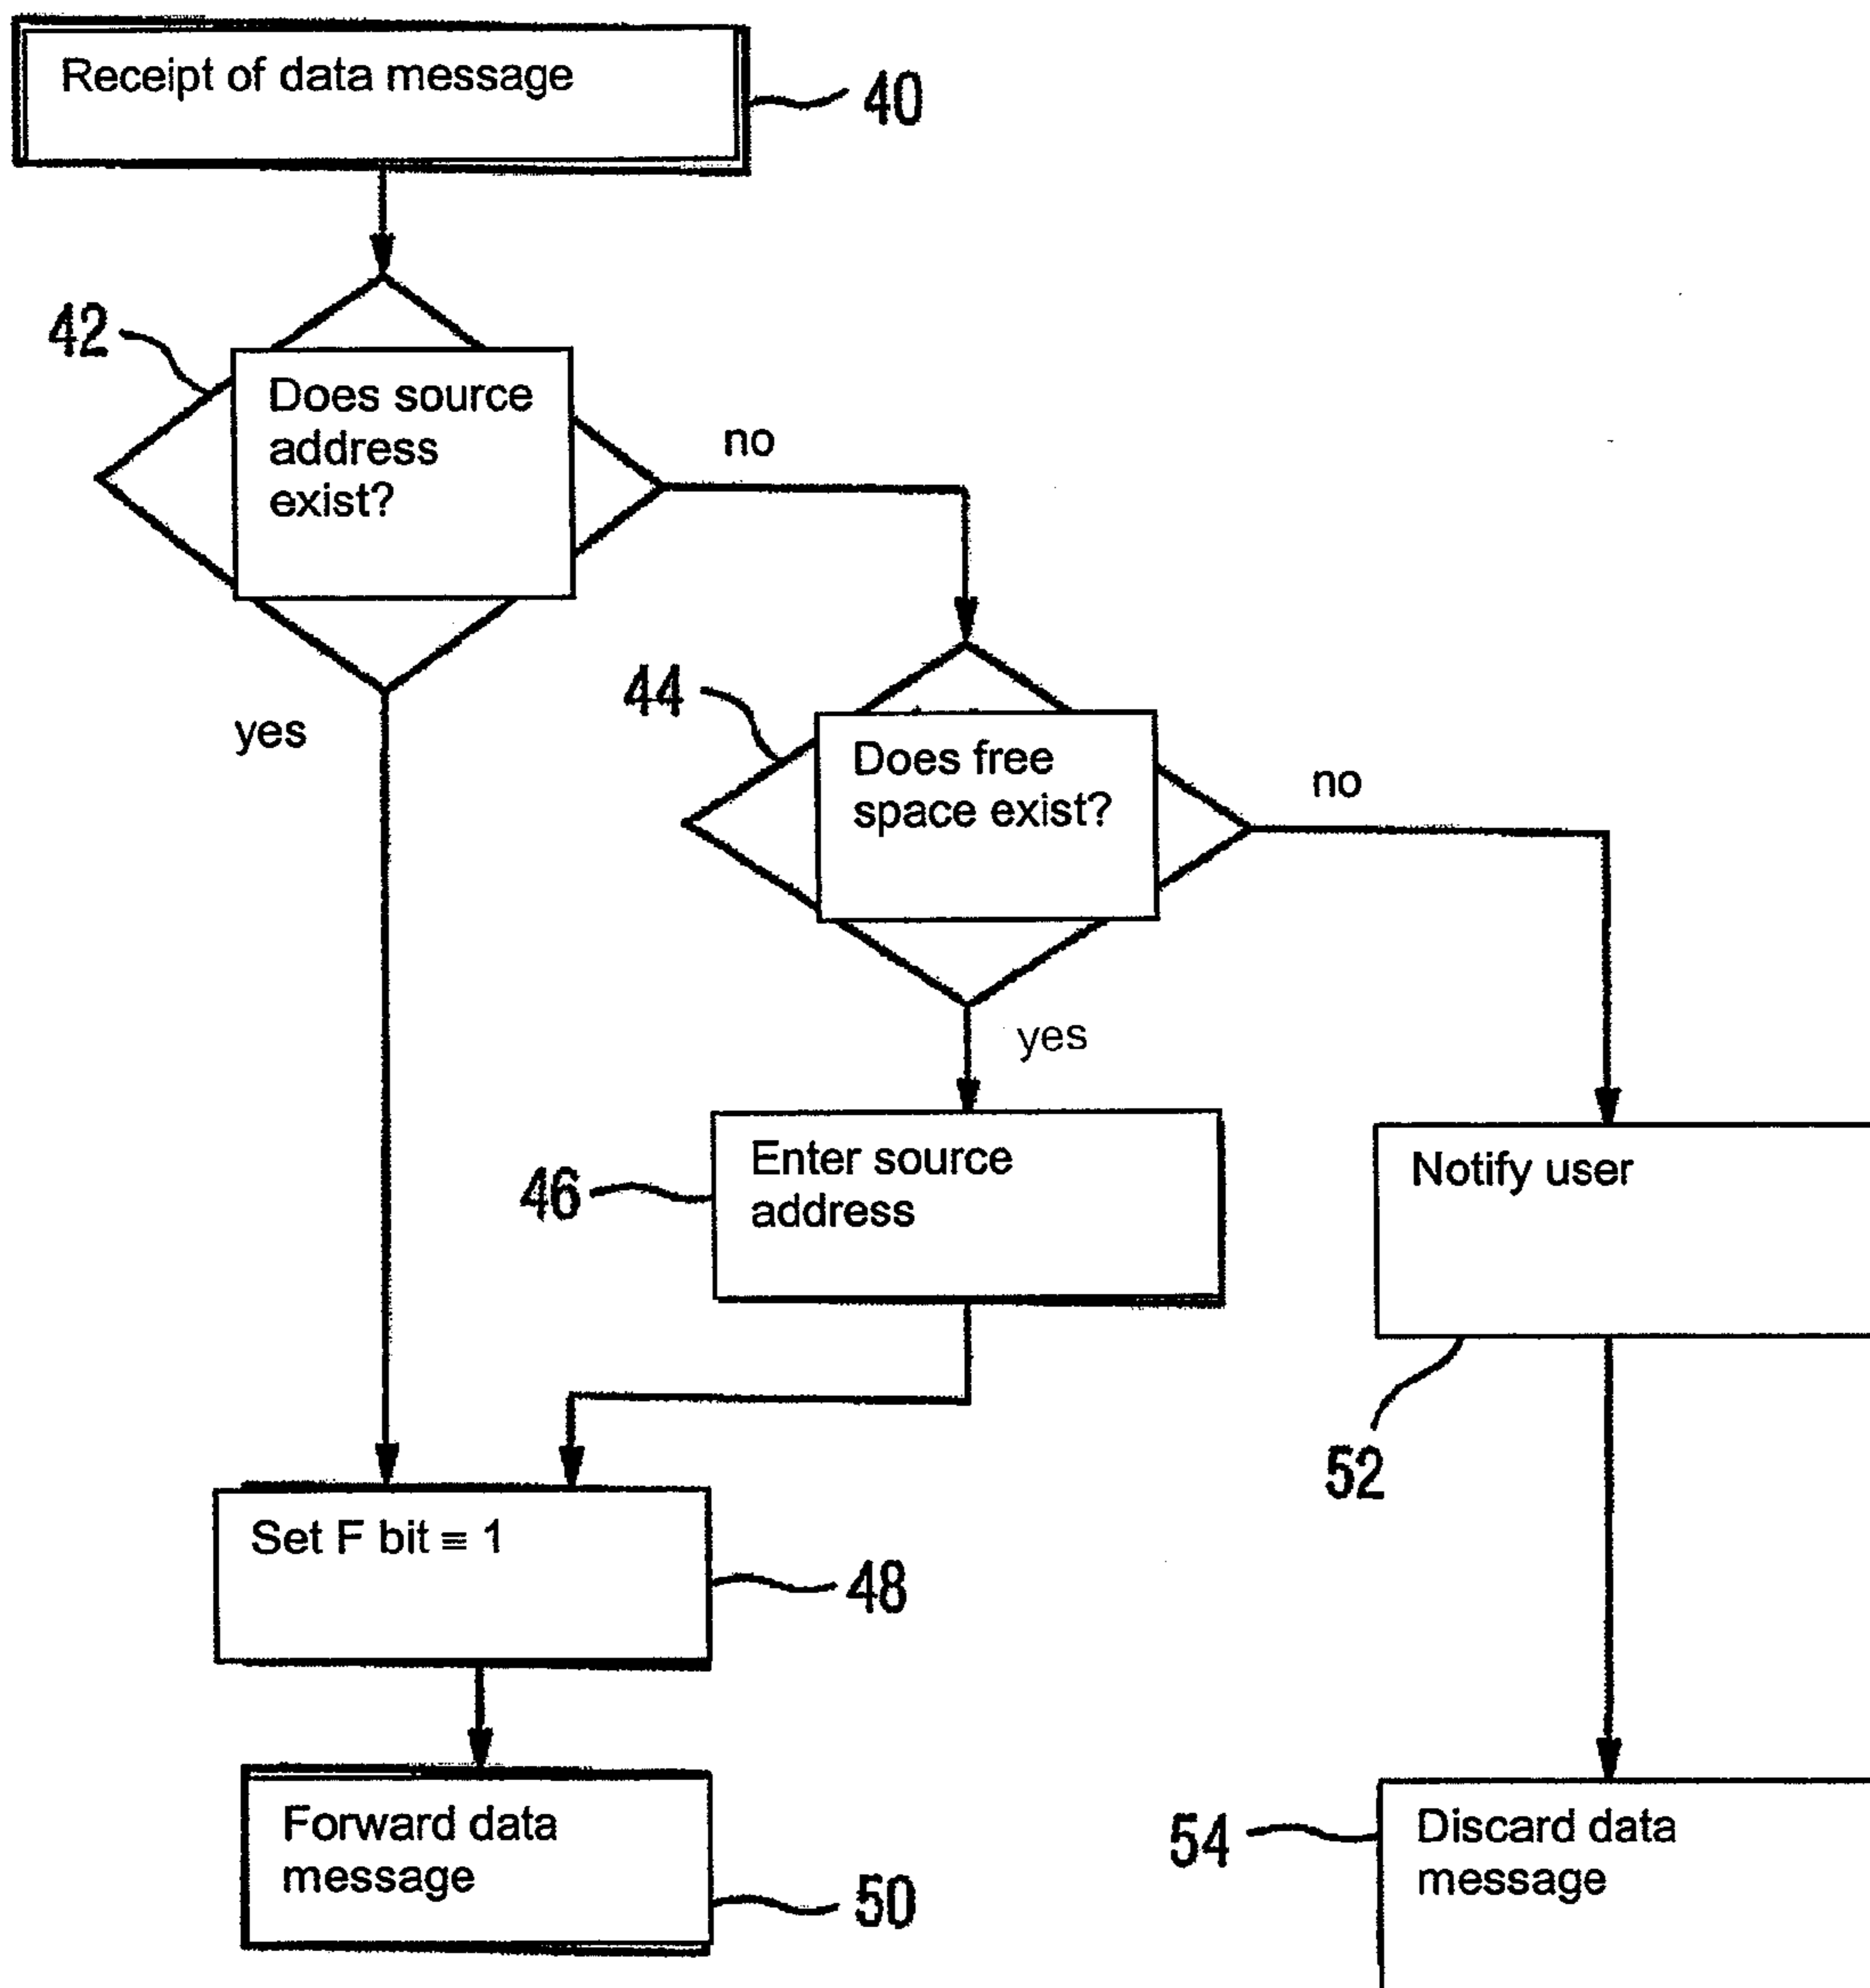 Receipt of data message
40
42
Does source
address
exist?
no
yes
44
Does free
space exist?
no
yes
46
Enter source
address
Notify user
52
Set F bit ≡ 1
48
Forward data
message
50
54
Discard data
message